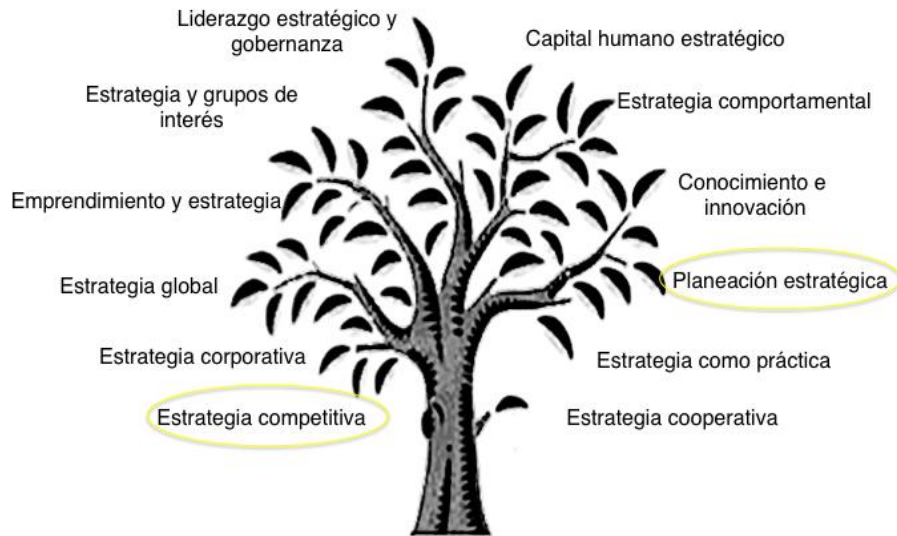 Liderazgo estratégico y
gobernanza
Capital humano estratégico
Estrategia y grupos de
interés
Estrategia comportamental
Emprendimiento y estrategia
Conocimiento e
innovación
Estrategia global
Planeación estratégica
Estrategia corporativa
Estrategia como práctica
Estrategia competitiva
Estrategia cooperativa